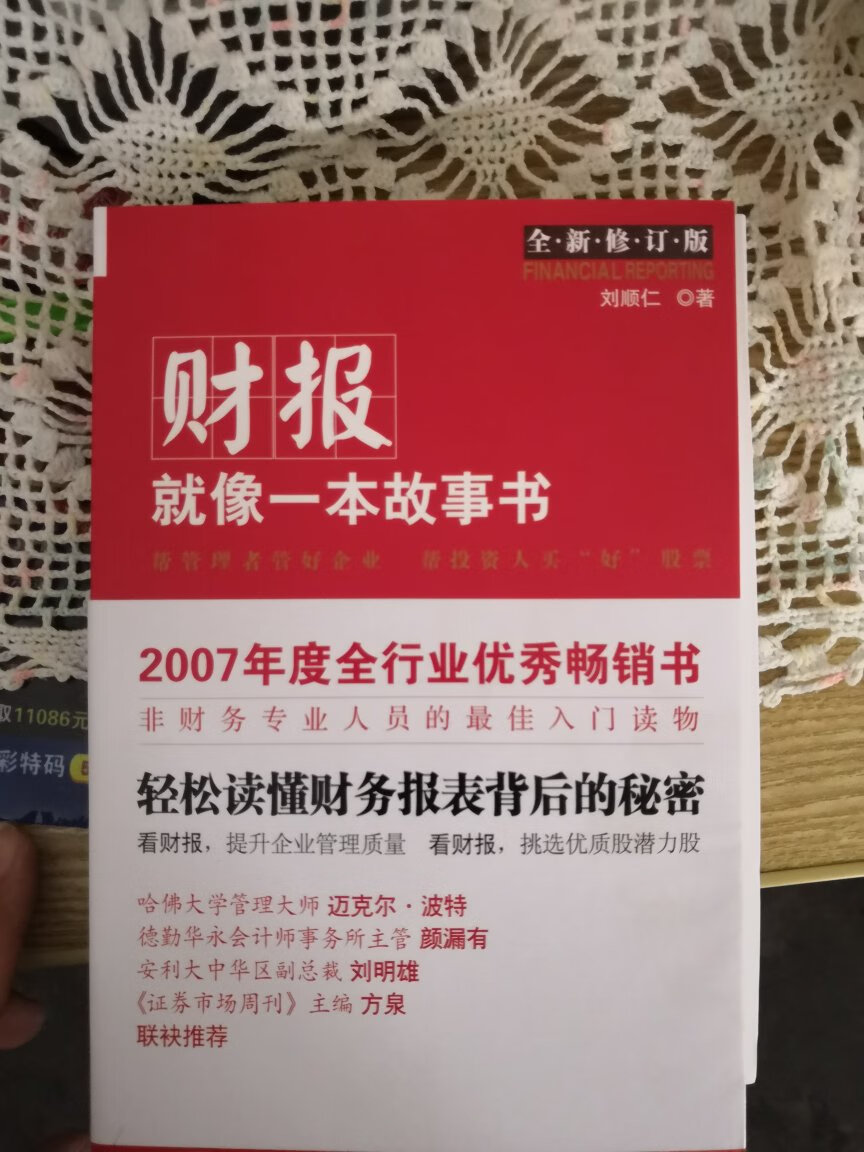 全·新·修·订·版
FINANCIAL REPORTING
刘顺仁 ◎著
财报
就像一本故事书
帮管理者管好企业 帮投资人买“好”股票
2007年度全行业优秀畅销书
非财务专业人员的最佳入门读物
轻松读懂财务报表背后的秘密
看财报，提升企业管理质量 看财报，挑选优质股潜力股
哈佛大学管理大师 迈克尔·波特
德勤华永会计师事务所主管 颜漏有
安利大中华区副总裁 刘明雄
《证券市场周刊》主编 方泉
联袂推荐
取11086元
彩特码